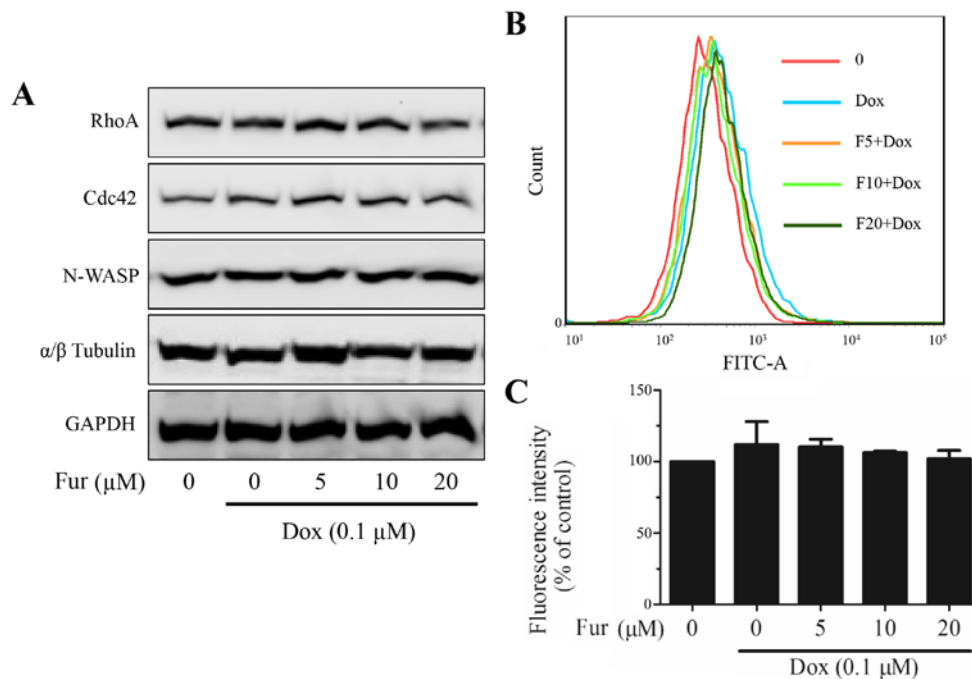 A
RhoA
Cdc42
N-WASP
α/β Tubulin
GAPDH
Fur (μM) 0 0 5 10 20
Dox (0.1 μM)
B
Count
0
0
Dox
F5+Dox
F10+Dox
F20+Dox
10¹ 10² 10³ 10⁴ 10⁵
FITC-A
C
Fluorescence intensity
(% of control)
150
100
50
0
Fur (μM) 0 0 5 10 20
Dox (0.1 μM)